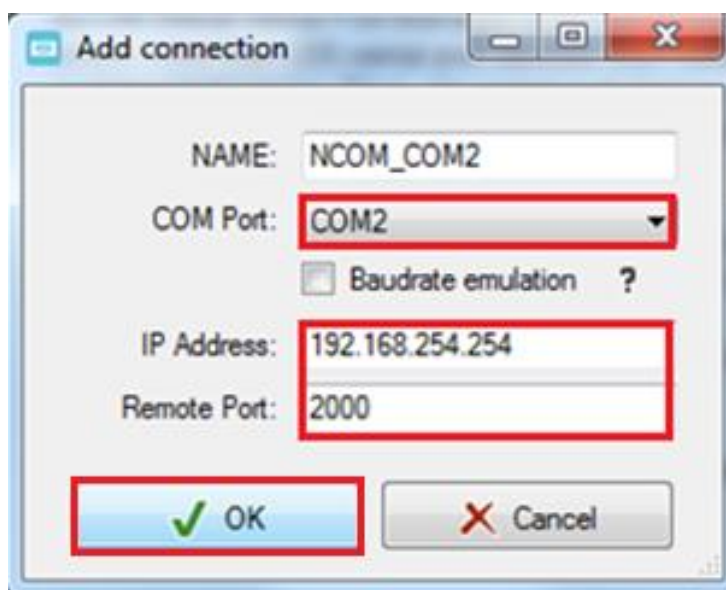 Add connection
NAME: NCOM_COM2
COM Port: COM2
Baudrate emulation ?
IP Address: 192.168.254.254
Remote Port: 2000
OK Cancel